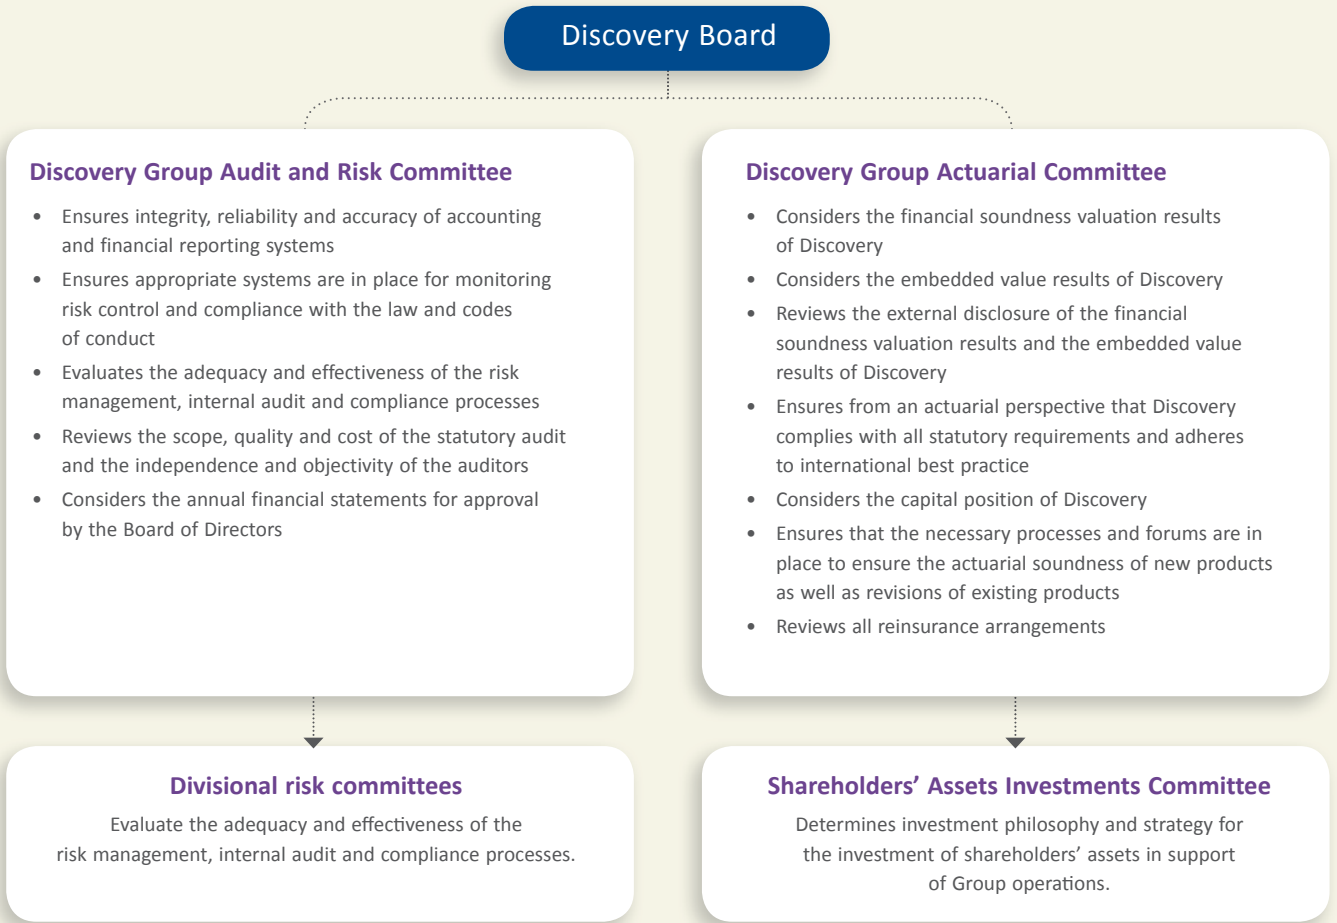 Discovery Board
Discovery Group Audit and Risk Committee
• Ensures integrity, reliability and accuracy of accounting
and financial reporting systems
• Ensures appropriate systems are in place for monitoring
risk control and compliance with the law and codes
of conduct
• Evaluates the adequacy and effectiveness of the risk
management, internal audit and compliance processes
• Reviews the scope, quality and cost of the statutory audit
and the independence and objectivity of the auditors
• Considers the annual financial statements for approval
by the Board of Directors
Discovery Group Actuarial Committee
• Considers the financial soundness valuation results
of Discovery
• Considers the embedded value results of Discovery
• Reviews the external disclosure of the financial
soundness valuation results and the embedded value
results of Discovery
• Ensures from an actuarial perspective that Discovery
complies with all statutory requirements and adheres
to international best practice
• Considers the capital position of Discovery
• Ensures that the necessary processes and forums are in
place to ensure the actuarial soundness of new products
as well as revisions of existing products
• Reviews all reinsurance arrangements
Divisional risk committees
Evaluate the adequacy and effectiveness of the
risk management, internal audit and compliance processes.
Shareholders’ Assets Investments Committee
Determines investment philosophy and strategy for
the investment of shareholders’ assets in support
of Group operations.